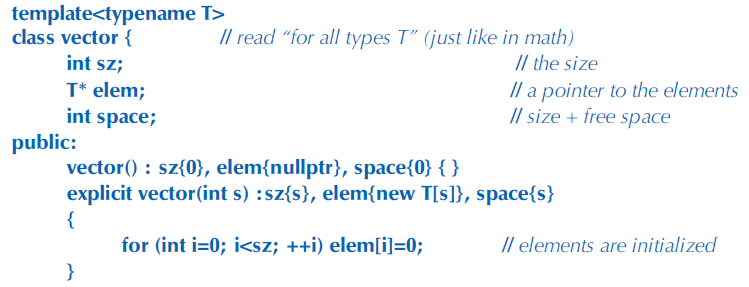 template<typename T>
class vector { // read “for all types T” (just like in math)
int sz; // the size
T* elem; // a pointer to the elements
int space; // size + free space
public:
vector() : sz{0}, elem{nullptr}, space{0} { }
explicit vector(int s) :sz{s}, elem{new T[s]}, space{s}
{
for (int i=0; i<sz; ++i) elem[i]=0; // elements are initialized
}